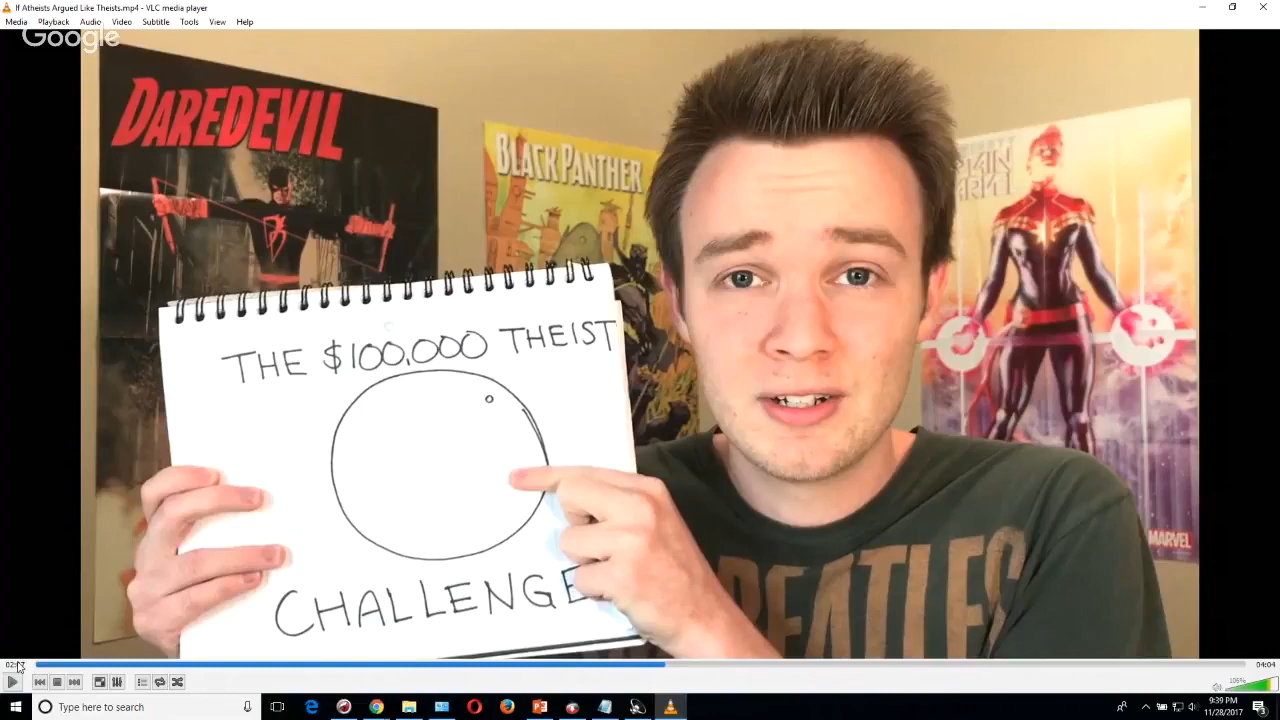 If Atheists Argued Like Theists.mp4 - VLC media player
Media Playback Audio Video Subtitle Tools View Help
Google
DAREDEVIL
BLACK PANTHER
THE $100,000 THEIST
CHALLENGE
BEATLES
MARVEL
04:04
106%
Type here to search
9:39 PM
11/28/2017